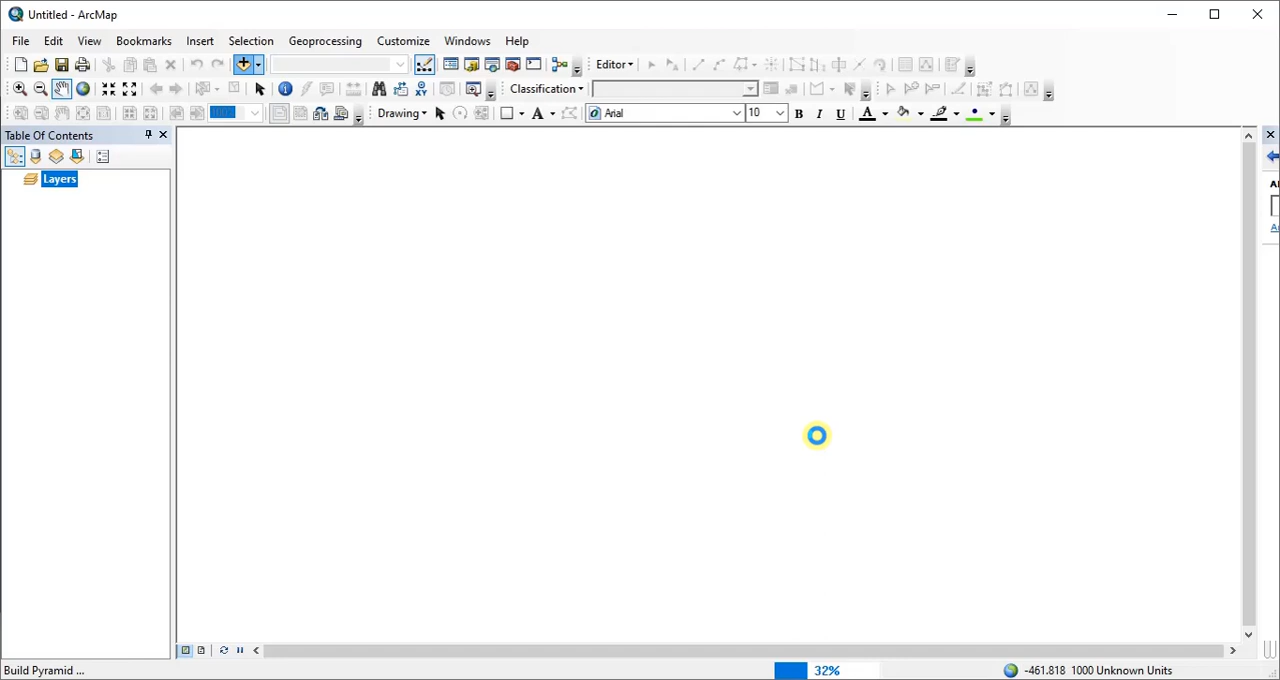 Untitled - ArcMap
File Edit View Bookmarks Insert Selection Geoprocessing Customize Windows Help
Editor
Classification
Drawing A Arial 10 B I U A
Table Of Contents
Layers
Build Pyramid ... 32% -461.818 1000 Unknown Units